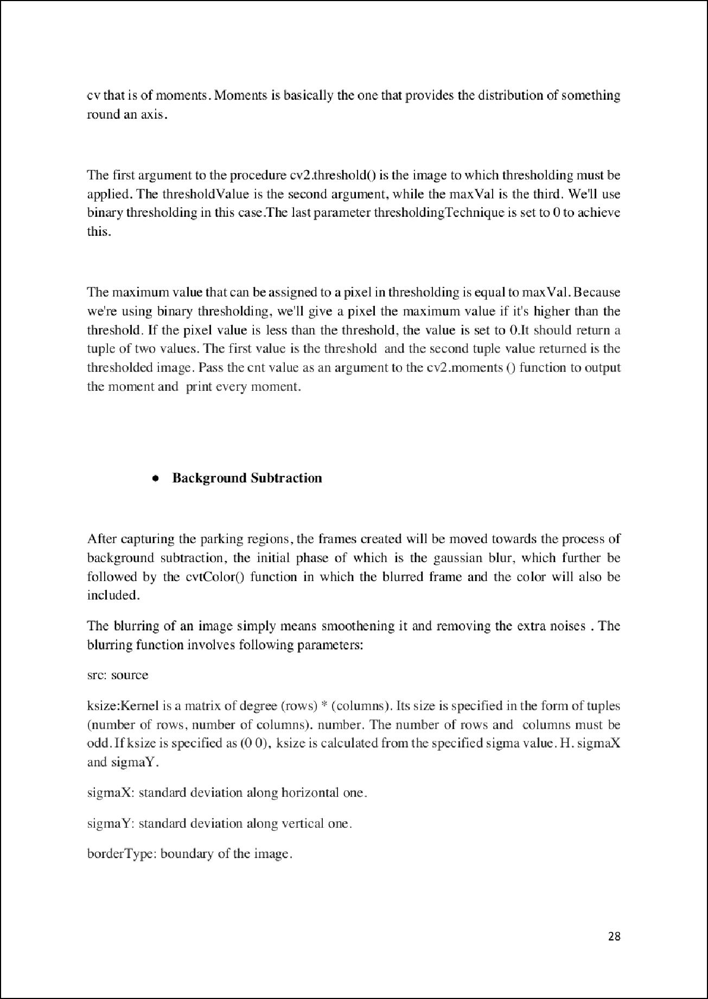 cv that is of moments. Moments is basically the one that provides the distribution of something
round an axis.
The first argument to the procedure cv2.threshold() is the image to which thresholding must be
applied. The thresholdValue is the second argument, while the maxVal is the third. We'll use
binary thresholding in this case.The last parameter thresholdingTechnique is set to 0 to achieve
this.
The maximum value that can be assigned to a pixel in thresholding is equal to maxVal. Because
we're using binary thresholding, we'll give a pixel the maximum value if it's higher than the
threshold. If the pixel value is less than the threshold, the value is set to 0.It should return a
tuple of two values. The first value is the threshold  and the second tuple value returned is the
thresholded image. Pass the cnt value as an argument to the cv2.moments () function to output
the moment and  print every moment.
● Background Subtraction
After capturing the parking regions, the frames created will be moved towards the process of
background subtraction, the initial phase of which is the gaussian blur, which further be
followed by the cvtColor() function in which the blurred frame and the color will also be
included.
The blurring of an image simply means smoothening it and removing the extra noises . The
blurring function involves following parameters:
src: source
ksize:Kernel is a matrix of degree (rows) * (columns). Its size is specified in the form of tuples
(number of rows, number of columns). number. The number of rows and  columns must be
odd. If ksize is specified as (0 0),  ksize is calculated from the specified sigma value. H. sigmaX
and sigmaY.
sigmaX: standard deviation along horizontal one.
sigmaY: standard deviation along vertical one.
borderType: boundary of the image.
28